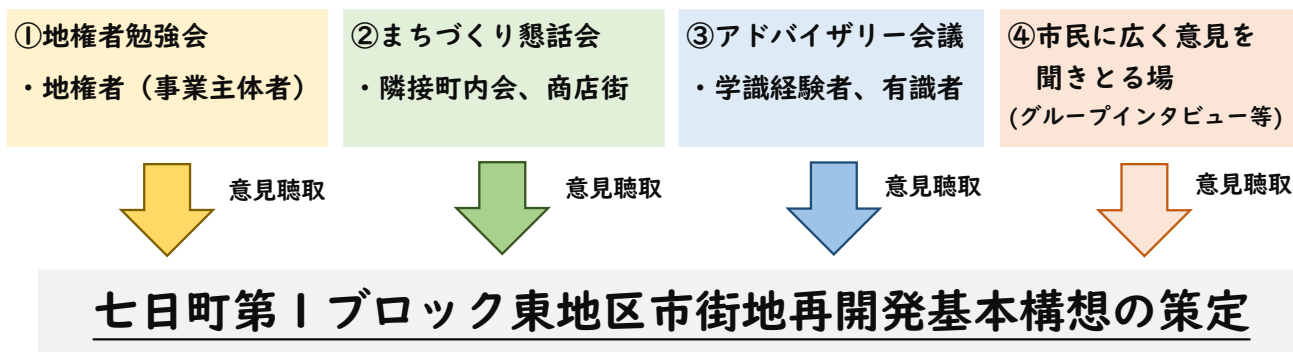 ①地権者勉強会
・地権者（事業主体者）
意見聴取
②まちづくり懇話会
・隣接町内会、商店街
意見聴取
③アドバイザリー会議
・学識経験者、有識者
意見聴取
④市民に広く意見を
聞きとる場
(グループインタビュー等)
意見聴取
七日町第１ブロック東地区市街地再開発基本構想の策定